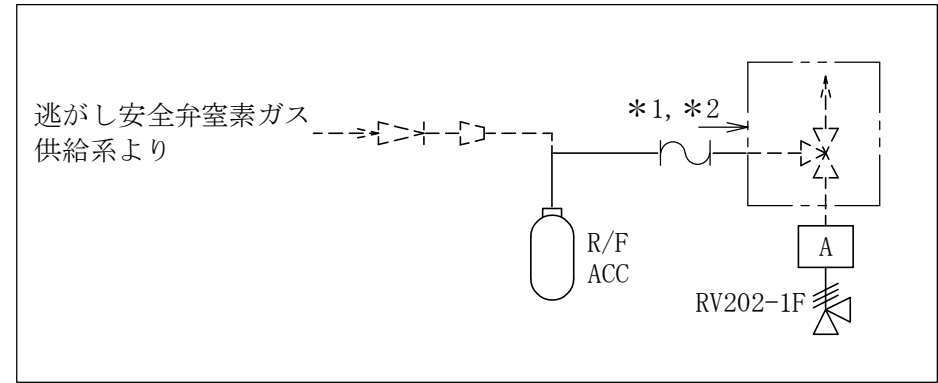 逃がし安全弁窒素ガス
供給系より
*1, *2
R/F
ACC
A
RV202-1F